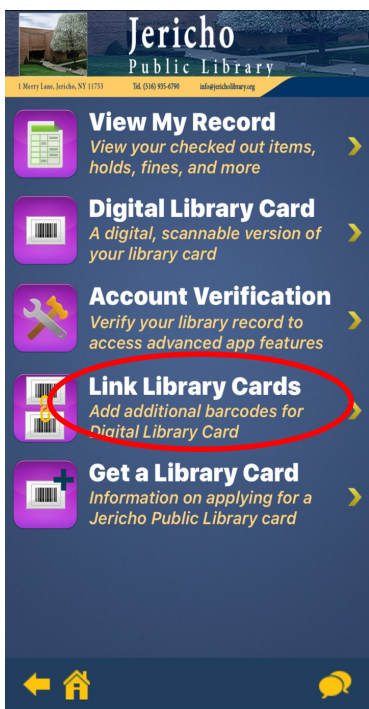 Jericho
Public Library
1 Merry Lane, Jericho, NY 11753 Tel. (516) 935-6790 info@jericholibrary.org
View My Record
View your checked out items,
holds, fines, and more
Digital Library Card
A digital, scannable version of
your library card
Account Verification
Verify your library record to
access advanced app features
Link Library Cards
Add additional barcodes for
Digital Library Card
Get a Library Card
Information on applying for a
Jericho Public Library card